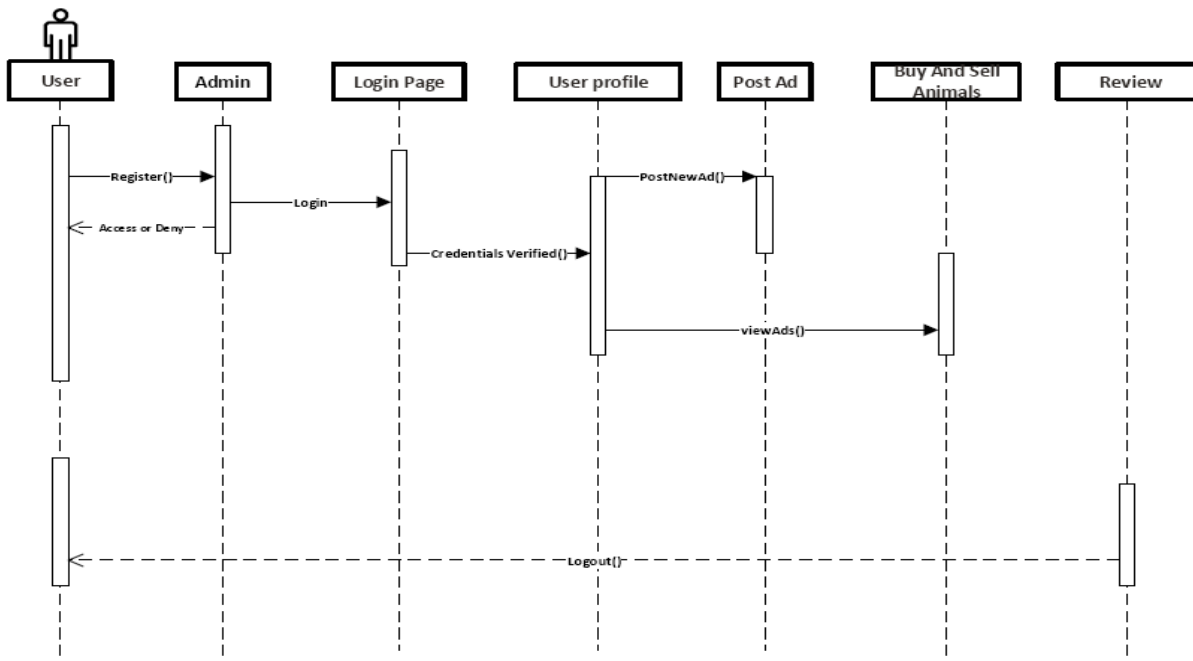 User
Admin
Login Page
User profile
Post Ad
Buy And Sell
Animals
Review
Register()
PostNewAd()
Login
Access or Deny
Credentials Verified()
viewAds()
Logout()